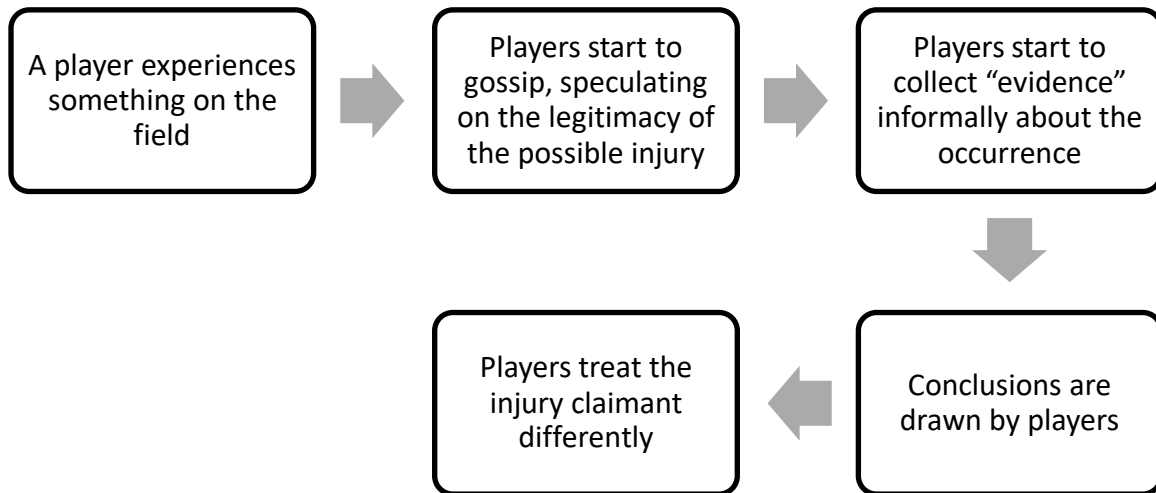 A player experiences
something on the
field
Players start to
gossip, speculating
on the legitimacy of
the possible injury
Players start to
collect “evidence”
informally about the
occurrence
Conclusions are
drawn by players
Players treat the
injury claimant
differently